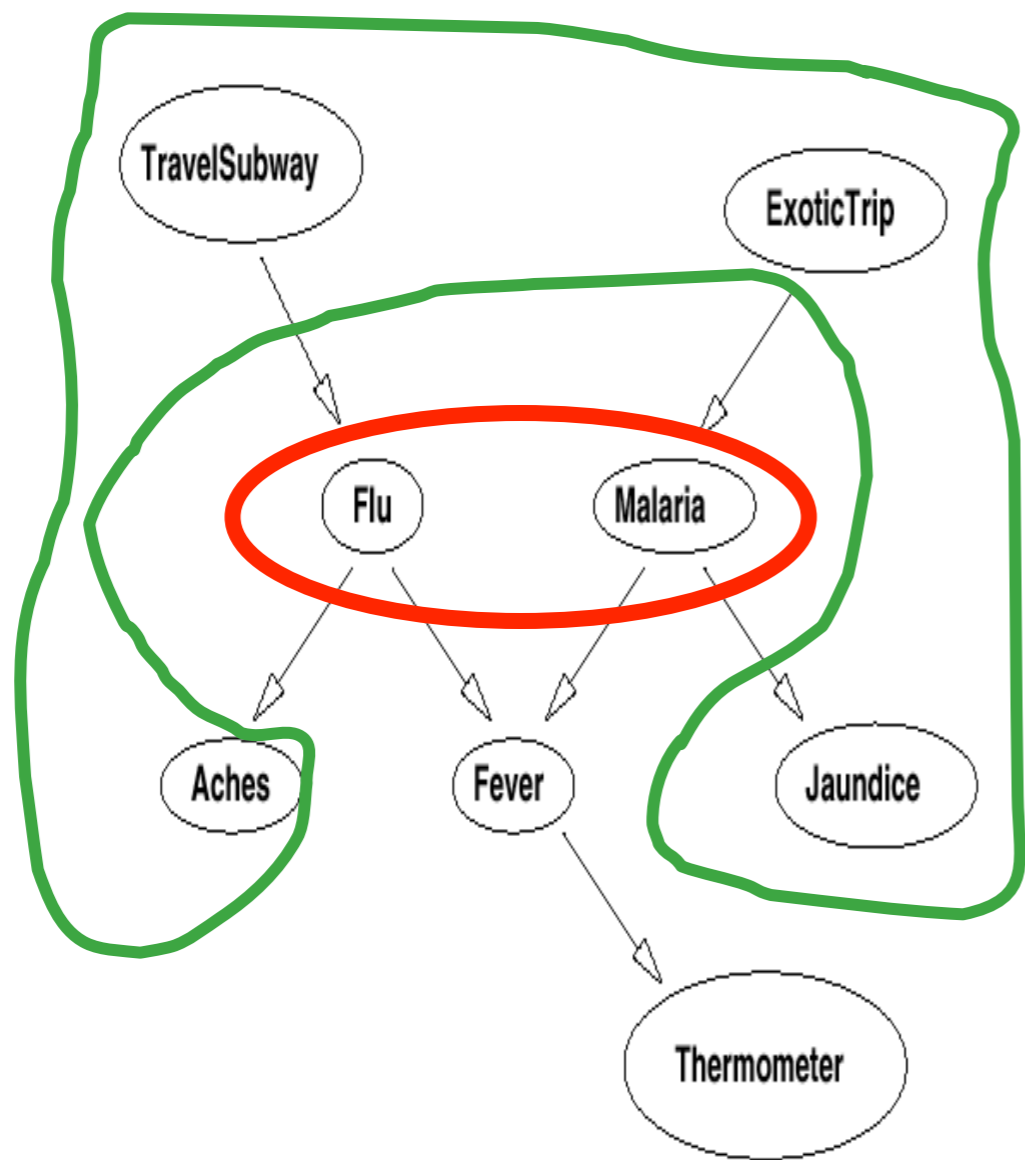 TravelSubway
ExoticTrip
Flu
Malaria
Aches
Fever
Jaundice
Thermometer